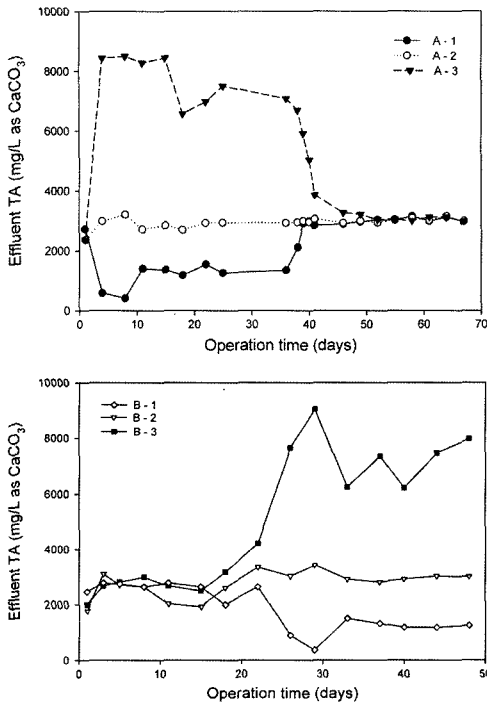 10000
8000
6000
4000
2000
0
Effluent TA (mg/L as CaCO3)
A - 1
A - 2
A - 3
0 10 20 30 40 50 60 70
Operation time (days)
10000
8000
6000
4000
2000
0
Effluent TA (mg/L as CaCO3)
B - 1
B - 2
B - 3
0 10 20 30 40 50
Operation time (days)